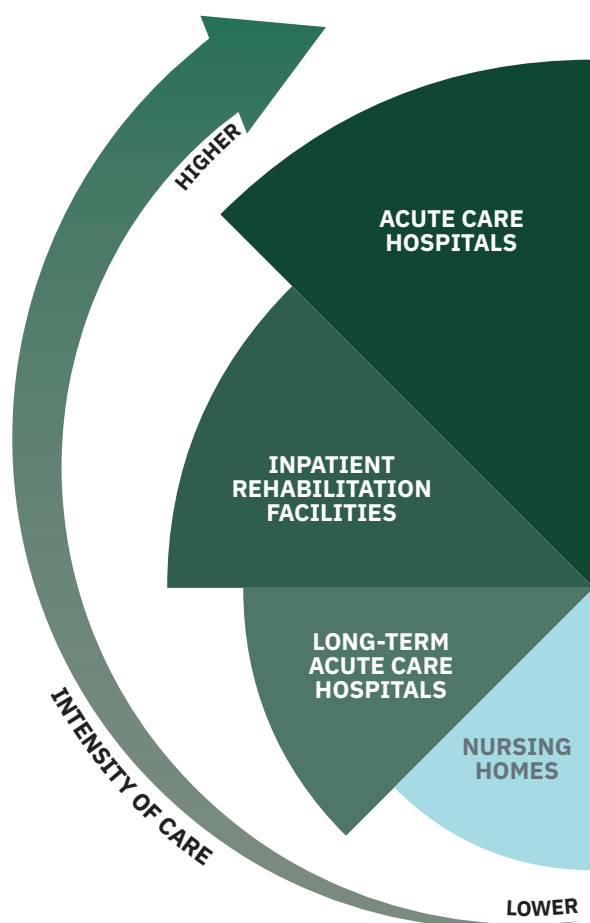 HIGHER
ACUTE CARE
HOSPITALS
INPATIENT
REHABILITATION
FACILITIES
LONG-TERM
ACUTE CARE
HOSPITALS
NURSING
HOMES
INTENSITY OF CARE
LOWER